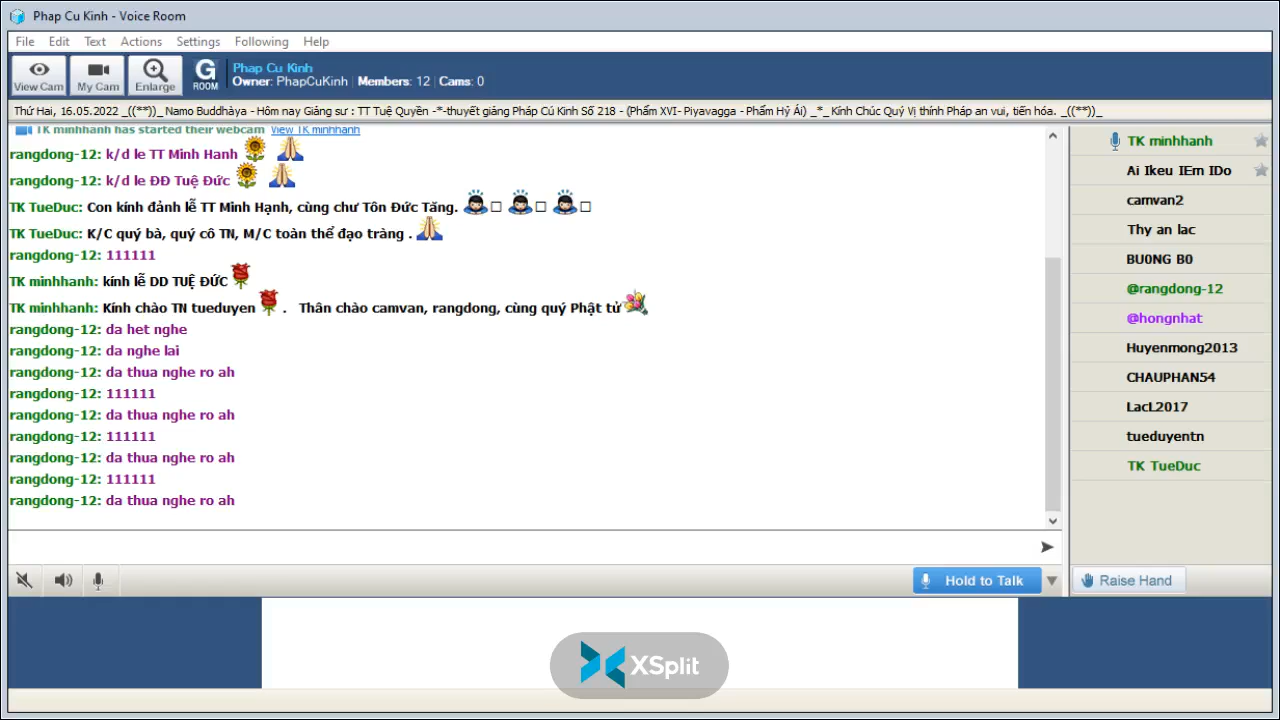 Phap Cu Kinh - Voice Room
File Edit Text Actions Settings Following Help
View Cam My Cam Enlarge G ROOM
Phap Cu Kinh
Owner: PhapCuKinh | Members: 12 | Cams: 0
Thứ Hai, 16.05.2022 _((**))_ Namo Buddhàya - Hôm nay Giảng sư : TT Tuệ Quyền -*-thuyết giảng Pháp Cú Kinh Số 218 - (Phẩm XVI- Piyavagga - Phẩm Hỷ Ái) _*_ Kính Chúc Quý Vị thính Pháp an vui, tiến hóa. _((**))_
TK minhhanh has started their webcam View TK minhhanh
rangdong-12: k/d le TT Minh Hanh
rangdong-12: k/d le ĐĐ Tuệ Đức
TK TueDuc: Con kính đảnh lễ TT Minh Hạnh, cùng chư Tôn Đức Tăng.
TK TueDuc: K/C quý bà, quý cô TN, M/C toàn thể đạo tràng .
rangdong-12: 111111
TK minhhanh: kính lễ DD TUỆ ĐỨC
TK minhhanh: Kính chào TN tueduyen . Thân chào camvan, rangdong, cùng quý Phật tử
rangdong-12: da het nghe
rangdong-12: da nghe lai
rangdong-12: da thua nghe ro ah
rangdong-12: 111111
rangdong-12: da thua nghe ro ah
rangdong-12: 111111
rangdong-12: da thua nghe ro ah
rangdong-12: 111111
rangdong-12: da thua nghe ro ah
TK minhhanh
Ai Ikeu IEm IDo
camvan2
Thy an lac
BU0NG B0
@rangdong-12
@hongnhat
Huyenmong2013
CHAUPHAN54
LacL2017
tueduyentn
TK TueDuc
Hold to Talk
Raise Hand
XSplit